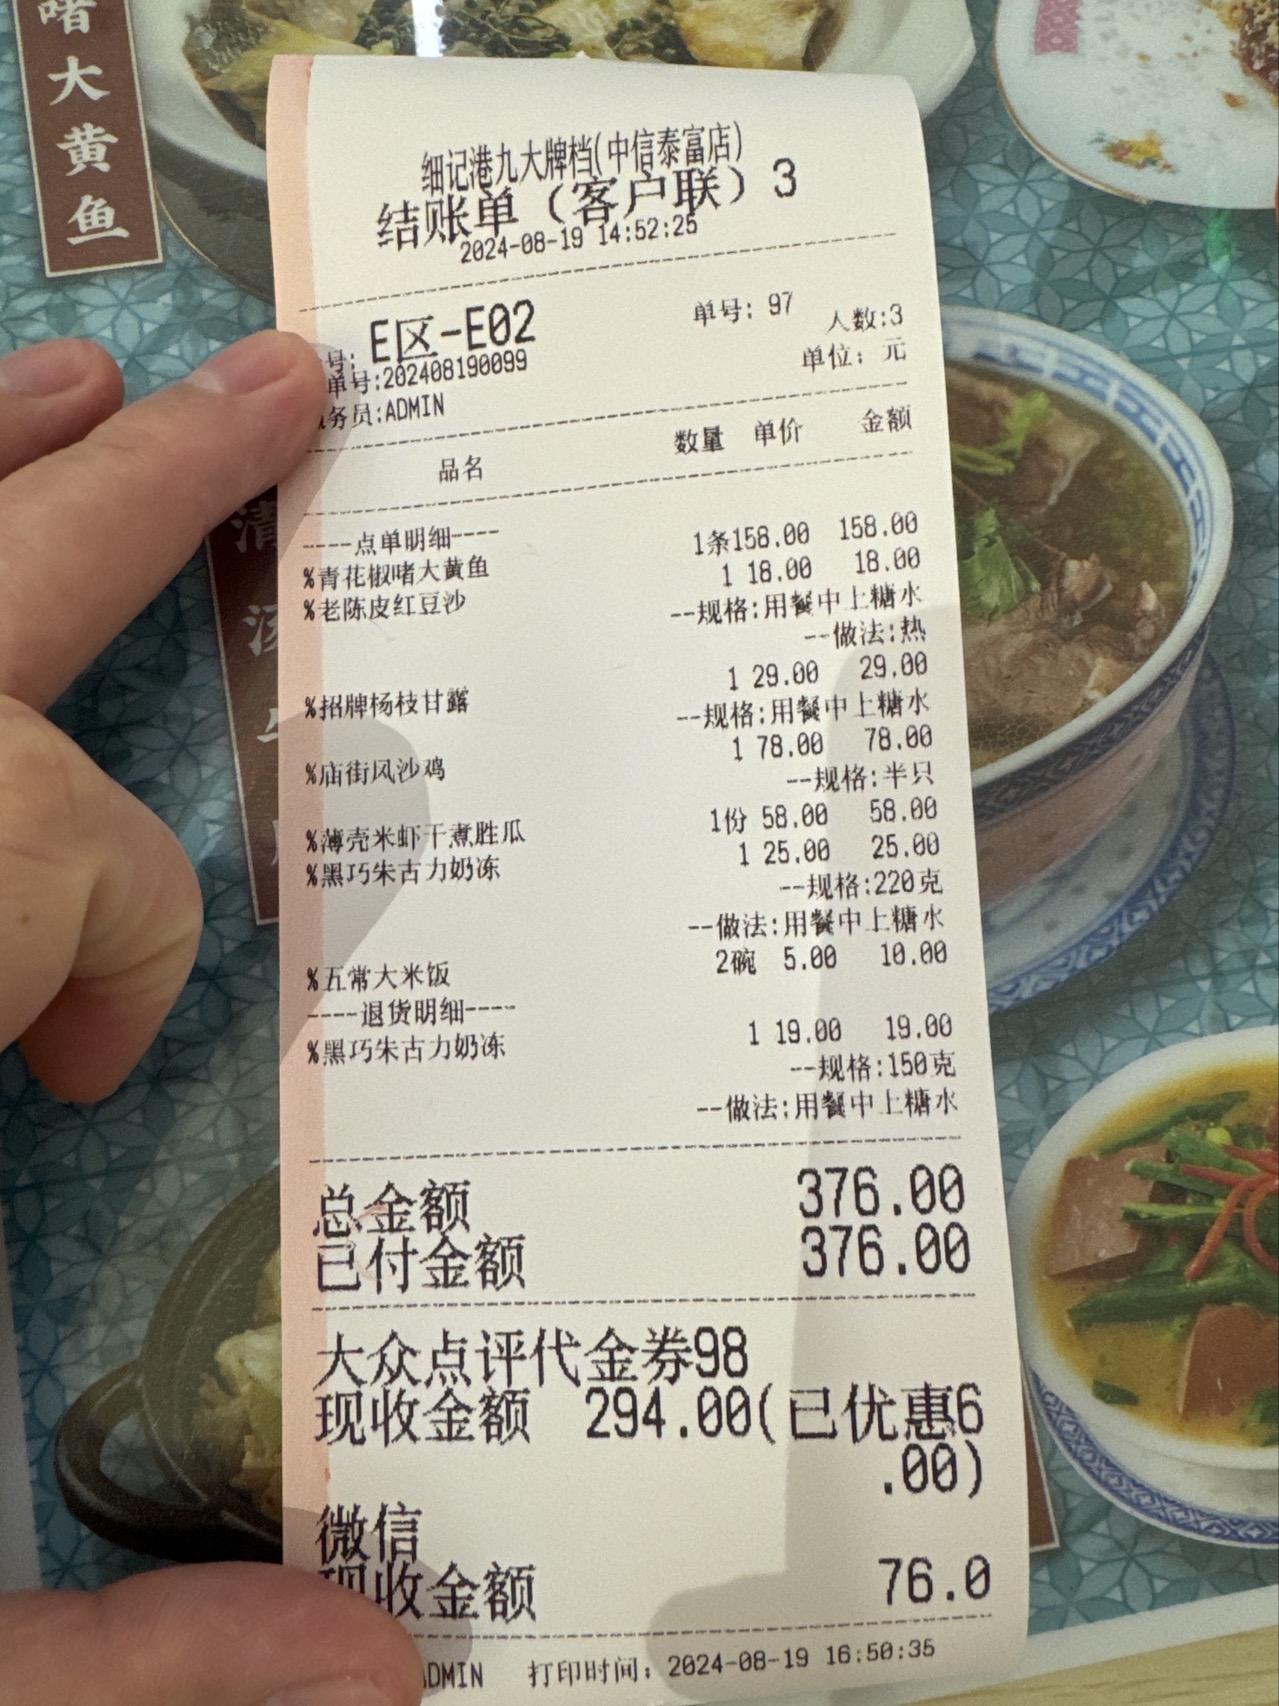 啫大黄鱼
细记港九大牌档(中信泰富店)
结账单（客户联）3
2024-08-19 14:52:25
号: E区-E02 单号: 97
单号:202408190099 人数:3
务员:ADMIN 单位: 元
品名 数量 单价 金额
----点单明细----
%青花椒啫大黄鱼 1条158.00 158.00
%老陈皮红豆沙 1 18.00 18.00
--规格:用餐中上糖水
--做法:热
%招牌杨枝甘露 1 29.00 29.00
--规格:用餐中上糖水
%庙街风沙鸡 1 78.00 78.00
--规格:半只
%薄壳米虾干煮胜瓜 1份 58.00 58.00
%黑巧朱古力奶冻 1 25.00 25.00
--规格:220克
--做法:用餐中上糖水
%五常大米饭 2碗 5.00 10.00
----退货明细----
%黑巧朱古力奶冻 1 19.00 19.00
--规格:150克
--做法:用餐中上糖水
总金额 376.00
已付金额 376.00
大众点评代金券98
现收金额 294.00(已优惠6
.00)
微信
现收金额 76.0
ADMIN 打印时间: 2024-08-19 16:50:35
清汤牛